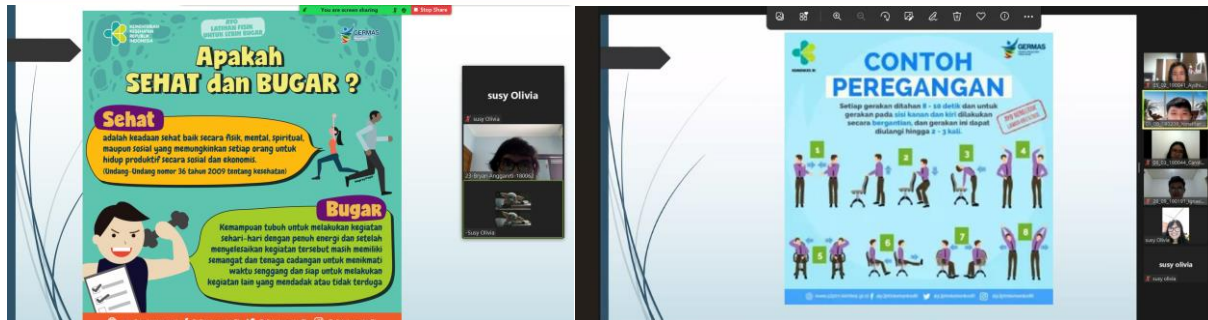 You are screen sharing
Stop Share
KEMENTERIAN
KESEHATAN
REPUBLIK
INDONESIA
AYO
LATIHAN FISIK
UNTUK LEBIH BUGAR
GERMAS
Apakah
SEHAT dan BUGAR ?
Sehat
adalah keadaan sehat baik secara fisik, mental, spiritual,
maupun sosial yang memungkinkan setiap orang untuk
hidup produktif secara sosial dan ekonomis.
(Undang-Undang nomor 36 tahun 2009 tentang kesehatan)
Bugar
Kemampuan tubuh untuk melakukan kegiatan
sehari-hari dengan penuh energi dan setelah
menyelesaikan kegiatan tersebut masih memiliki
semangat dan tenaga cadangan untuk menikmati
waktu senggang dan siap untuk melakukan
kegiatan lain yang mendadak atau tidak terduga
susy Olivia
susy Olivia
23-Bryan Anggareti-180062
-Susy Olivia
GERMAS
CONTOH
PEREGANGAN
Setiap gerakan ditahan 8 - 10 detik dan untuk
gerakan pada sisi kanan dan kiri dilakukan
secara bergantian, dan gerakan ini dapat
diulangi hingga 2 - 3 kali.
1
2
3
4
5
6
7
8
susy Olivia
susy olivia
susy olivia